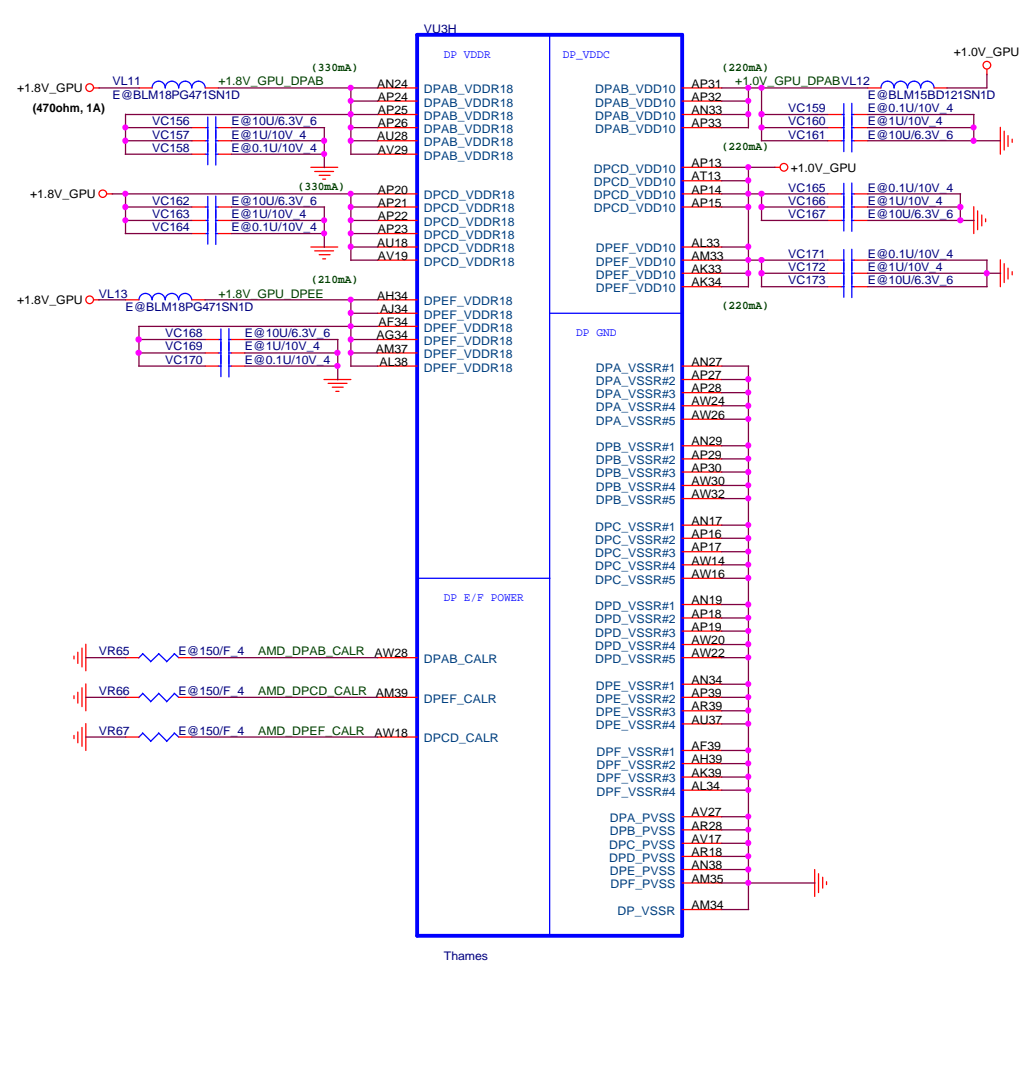 VU3H
DP VDDR
DP_VDDC
+1.0V_GPU
(330mA)
(220mA)
+1.8V_GPU
VL11
+1.8V_GPU_DPAB
E@BLM18PG471SN1D
(470ohm, 1A)
AN24 DPAB_VDDR18
AP24 DPAB_VDDR18
AP25 DPAB_VDDR18
AP26 DPAB_VDDR18
AU28 DPAB_VDDR18
AV29 DPAB_VDDR18
VC156 E@10U/6.3V_6
VC157 E@1U/10V_4
VC158 E@0.1U/10V_4
DPAB_VDD10 AP31
DPAB_VDD10 AP32
DPAB_VDD10 AN33
DPAB_VDD10 AP33
+1.0V_GPU_DPAB
VL12
E@BLM15BD121SN1D
VC159 E@0.1U/10V_4
VC160 E@1U/10V_4
VC161 E@10U/6.3V_6
(220mA)
(330mA)
+1.8V_GPU
AP20 DPCD_VDDR18
AP21 DPCD_VDDR18
AP22 DPCD_VDDR18
AP23 DPCD_VDDR18
AU18 DPCD_VDDR18
AV19 DPCD_VDDR18
VC162 E@10U/6.3V_6
VC163 E@1U/10V_4
VC164 E@0.1U/10V_4
DPCD_VDD10 AP13
DPCD_VDD10 AT13
DPCD_VDD10 AP14
DPCD_VDD10 AP15
+1.0V_GPU
VC165 E@0.1U/10V_4
VC166 E@1U/10V_4
VC167 E@10U/6.3V_6
DPEF_VDD10 AL33
DPEF_VDD10 AM33
DPEF_VDD10 AK33
DPEF_VDD10 AK34
VC171 E@0.1U/10V_4
VC172 E@1U/10V_4
VC173 E@10U/6.3V_6
(220mA)
(210mA)
+1.8V_GPU
VL13
+1.8V_GPU_DPEE
E@BLM18PG471SN1D
AH34 DPEF_VDDR18
AJ34 DPEF_VDDR18
AF34 DPEF_VDDR18
AG34 DPEF_VDDR18
AM37 DPEF_VDDR18
AL38 DPEF_VDDR18
VC168 E@10U/6.3V_6
VC169 E@1U/10V_4
VC170 E@0.1U/10V_4
DP GND
DPA_VSSR#1 AN27
DPA_VSSR#2 AP27
DPA_VSSR#3 AP28
DPA_VSSR#4 AW24
DPA_VSSR#5 AW26
DPB_VSSR#1 AN29
DPB_VSSR#2 AP29
DPB_VSSR#3 AP30
DPB_VSSR#4 AW30
DPB_VSSR#5 AW32
DPC_VSSR#1 AN17
DPC_VSSR#2 AP16
DPC_VSSR#3 AP17
DPC_VSSR#4 AW14
DPC_VSSR#5 AW16
DPD_VSSR#1 AN19
DPD_VSSR#2 AP18
DPD_VSSR#3 AP19
DPD_VSSR#4 AW20
DPD_VSSR#5 AW22
DPE_VSSR#1 AN34
DPE_VSSR#2 AP39
DPE_VSSR#3 AR39
DPE_VSSR#4 AU37
DPF_VSSR#1 AF39
DPF_VSSR#2 AH39
DPF_VSSR#3 AK39
DPF_VSSR#4 AL34
DPA_PVSS AV27
DPB_PVSS AR28
DPC_PVSS AV17
DPD_PVSS AR18
DPE_PVSS AN38
DPF_PVSS AM35
DP_VSSR AM34
DP E/F POWER
VR65 E@150/F_4 AMD_DPAB_CALR AW28 DPAB_CALR
VR66 E@150/F_4 AMD_DPCD_CALR AM39 DPEF_CALR
VR67 E@150/F_4 AMD_DPEF_CALR AW18 DPCD_CALR
Thames